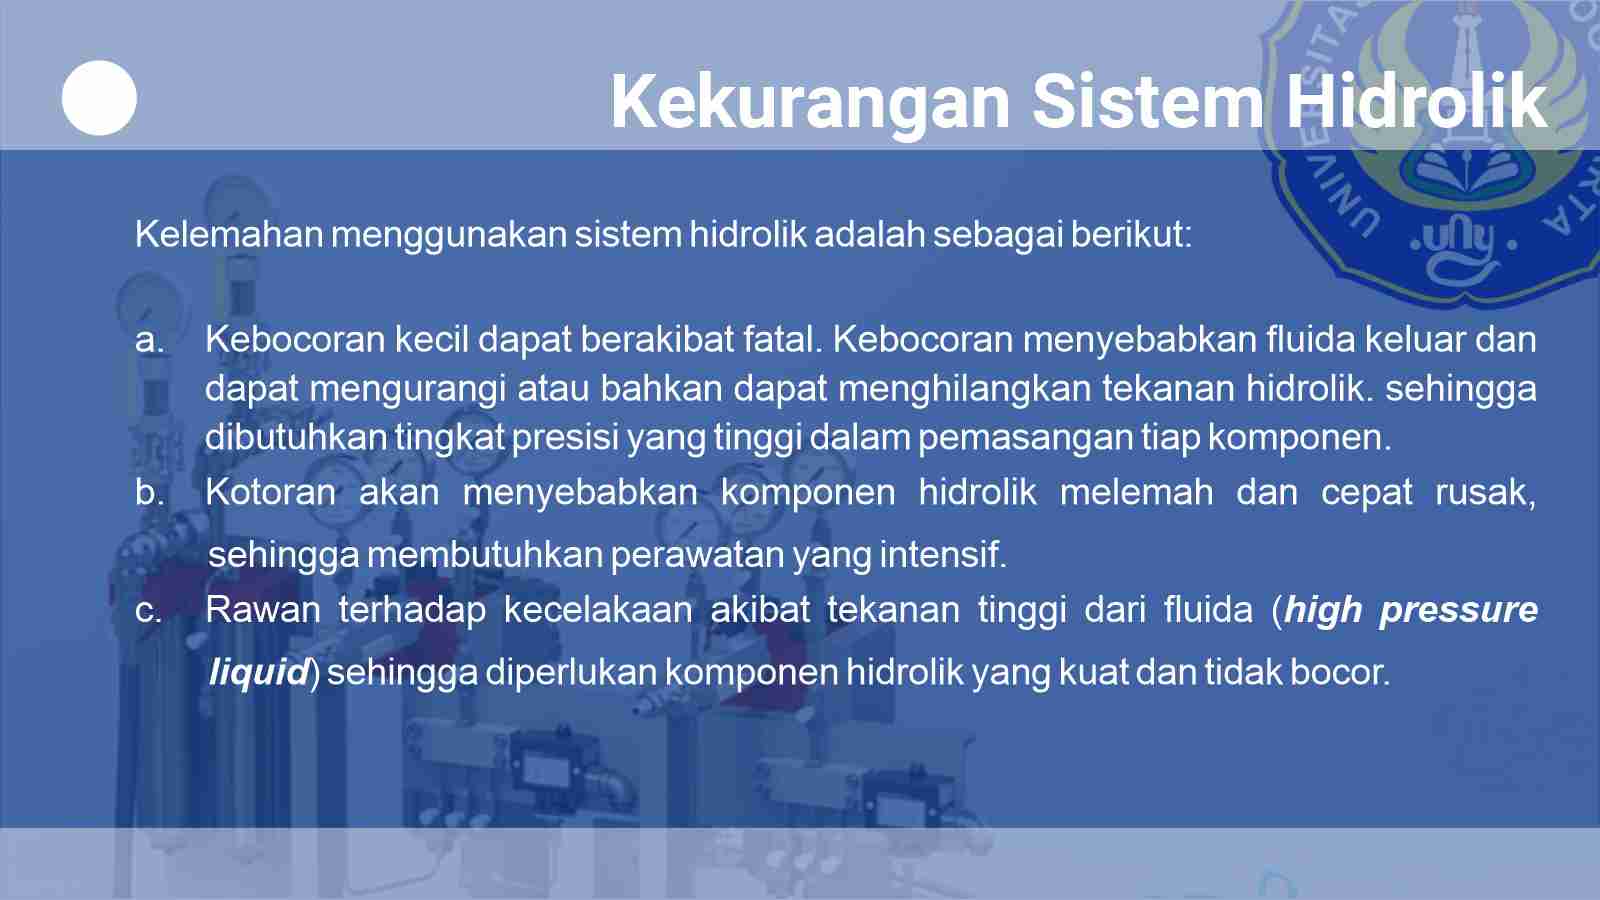 Kekurangan Sistem Hidrolik
UNIVERSITAS
RTA
uny
Kelemahan menggunakan sistem hidrolik adalah sebagai berikut:
a. Kebocoran kecil dapat berakibat fatal. Kebocoran menyebabkan fluida keluar dan
dapat mengurangi atau bahkan dapat menghilangkan tekanan hidrolik. sehingga
dibutuhkan tingkat presisi yang tinggi dalam pemasangan tiap komponen.
b. Kotoran akan menyebabkan komponen hidrolik melemah dan cepat rusak,
sehingga membutuhkan perawatan yang intensif.
c. Rawan terhadap kecelakaan akibat tekanan tinggi dari fluida (high pressure
liquid) sehingga diperlukan komponen hidrolik yang kuat dan tidak bocor.